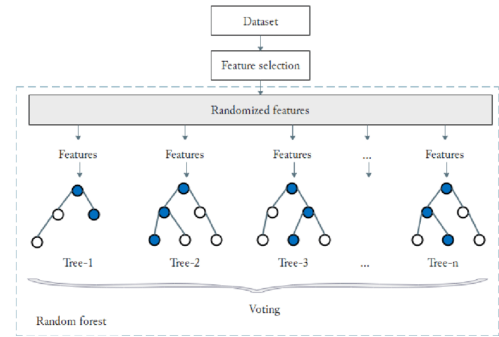 Dataset
Feature selection
Randomized features
Features Features Features ... Features
Tree-1 Tree-2 Tree-3 ... Tree-n
Voting
Random forest